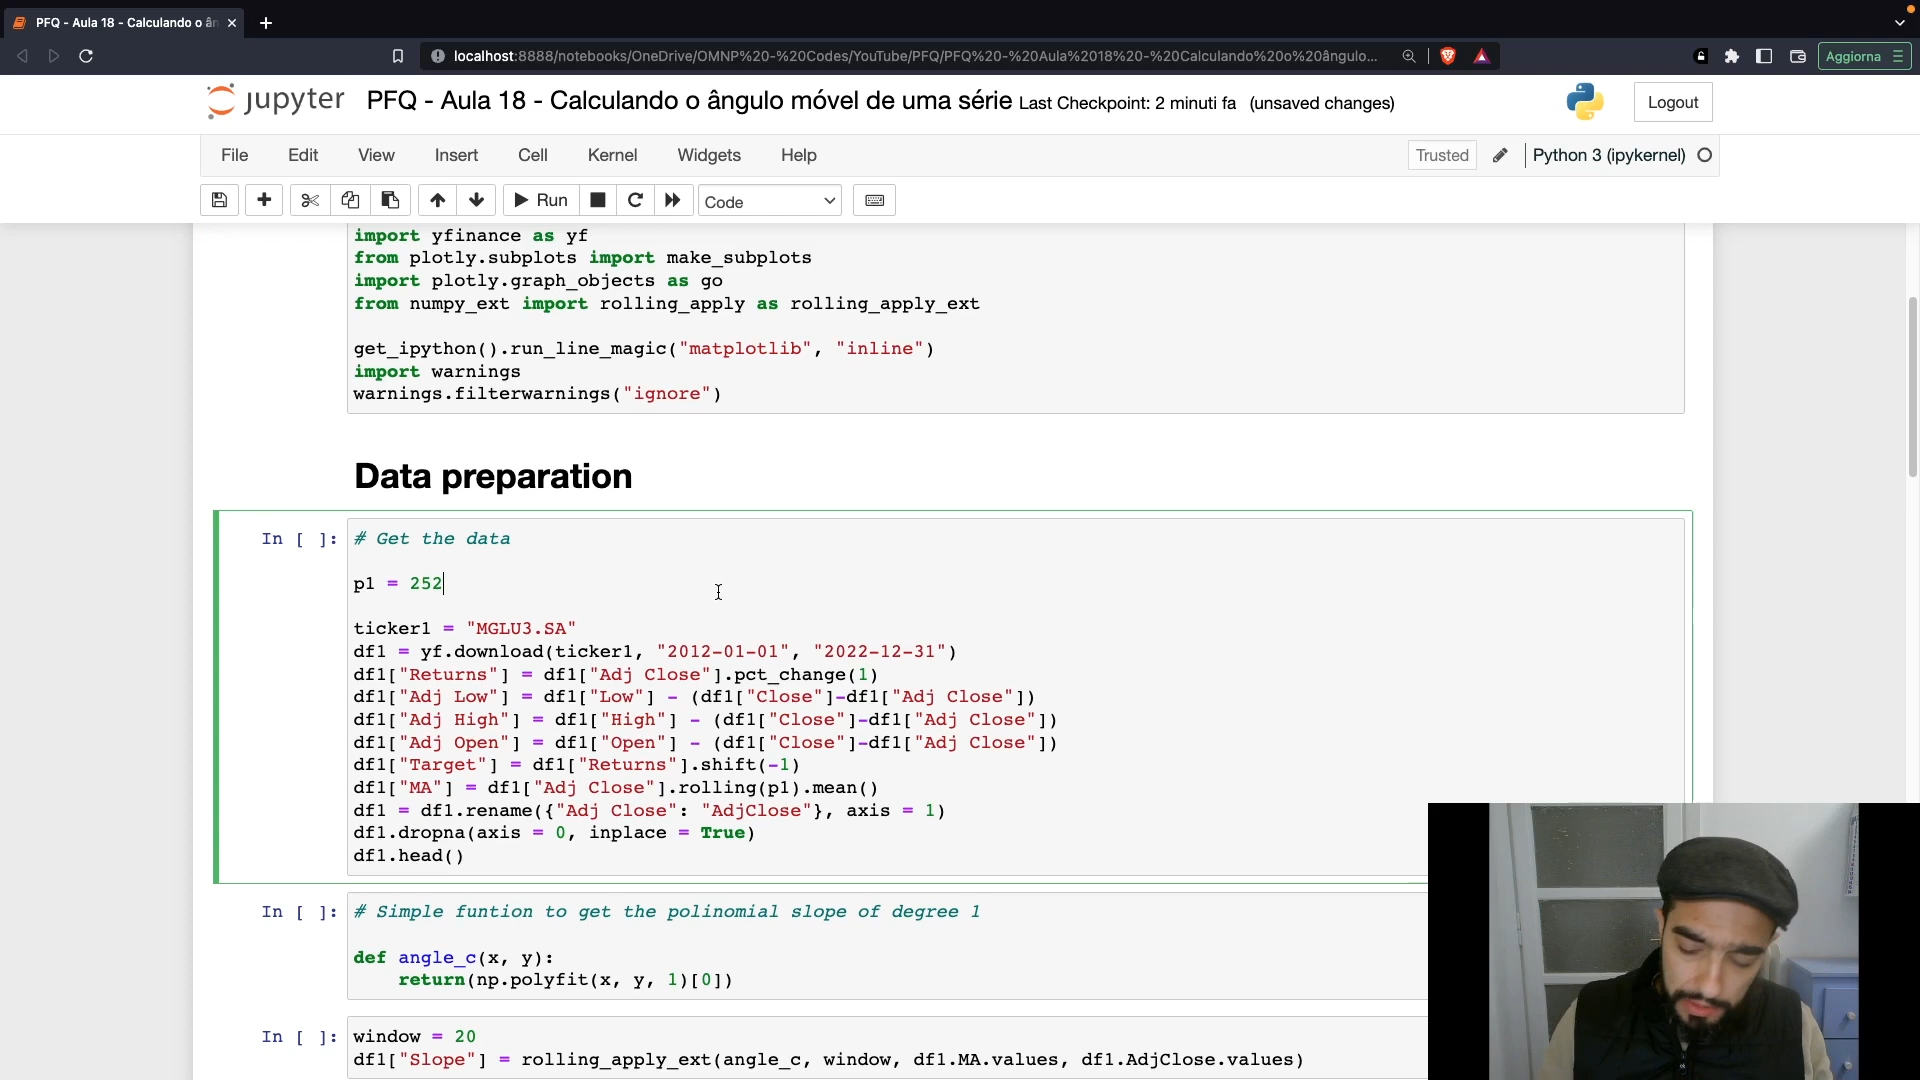 PFQ - Aula 18 - Calculando o ân
localhost:8888/notebooks/OneDrive/OMNP%20-%20Codes/YouTube/PFQ/PFQ%20-%20Aula%2018%20-%20Calculando%20o%20ângulo...
Aggiorna
jupyter PFQ - Aula 18 - Calculando o ângulo móvel de uma série Last Checkpoint: 2 minuti fa (unsaved changes)
Logout
File Edit View Insert Cell Kernel Widgets Help
Trusted
Python 3 (ipykernel)
Run
Code
import yfinance as yf
from plotly.subplots import make_subplots
import plotly.graph_objects as go
from numpy_ext import rolling_apply as rolling_apply_ext
get_ipython().run_line_magic("matplotlib", "inline")
import warnings
warnings.filterwarnings("ignore")
Data preparation
In [ ]: # Get the data
p1 = 252
ticker1 = "MGLU3.SA"
df1 = yf.download(ticker1, "2012-01-01", "2022-12-31")
df1["Returns"] = df1["Adj Close"].pct_change(1)
df1["Adj Low"] = df1["Low"] - (df1["Close"]-df1["Adj Close"])
df1["Adj High"] = df1["High"] - (df1["Close"]-df1["Adj Close"])
df1["Adj Open"] = df1["Open"] - (df1["Close"]-df1["Adj Close"])
df1["Target"] = df1["Returns"].shift(-1)
df1["MA"] = df1["Adj Close"].rolling(p1).mean()
df1 = df1.rename({"Adj Close": "AdjClose"}, axis = 1)
df1.dropna(axis = 0, inplace = True)
df1.head()
In [ ]: # Simple funtion to get the polinomial slope of degree 1
def angle_c(x, y):
return(np.polyfit(x, y, 1)[0])
In [ ]: window = 20
df1["Slope"] = rolling_apply_ext(angle_c, window, df1.MA.values, df1.AdjClose.values)